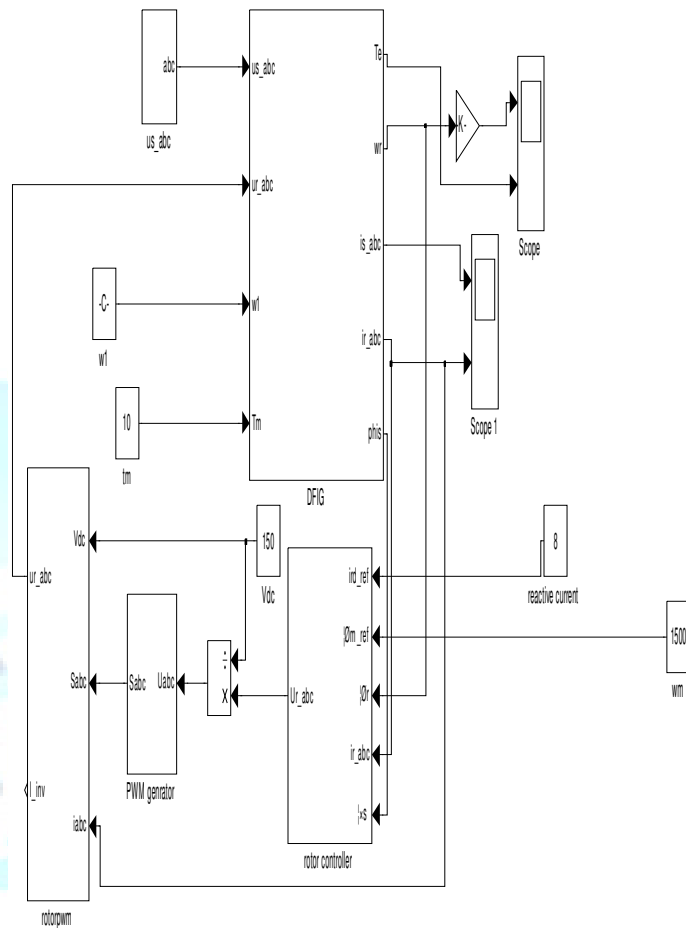 abc
us_abc
us_abc
ur_abc
w1
Tm
Te
wr
is_abc
ir_abc
phis
DFIG
-C-
w1
10
tm
K-
Scope
Scope 1
Vdc
ur_abc
Sabc
I_inv
iabc
rotorpwm
Sabc
Uabc
PWM genrator
÷
X
150
Vdc
Ur_abc
ird_ref
Øm_ref
Ør
ir_abc
rotor controller
8
reactive current
1500
wm